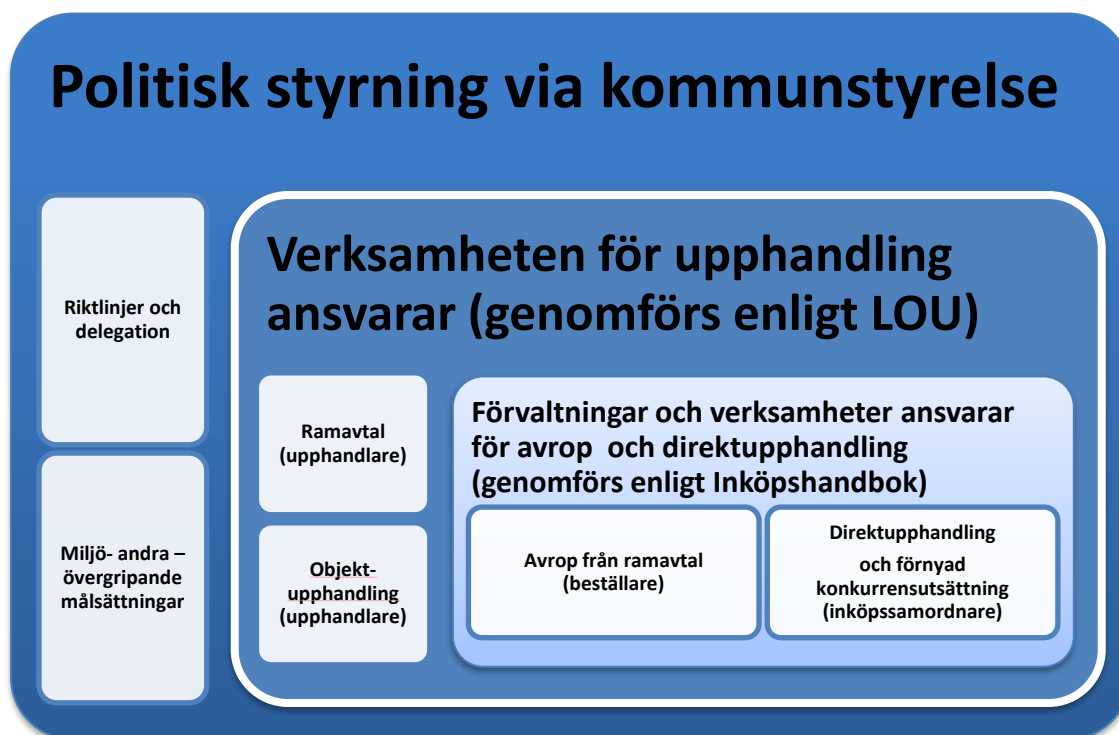 Politisk styrning via kommunstyrelse
Riktlinjer och
delegation
Miljö- andra –
övergripande
målsättningar
Verksamheten för upphandling
ansvarar (genomförs enligt LOU)
Ramavtal
(upphandlare)
Objekt-
upphandling
(upphandlare)
Förvaltningar och verksamheter ansvarar
för avrop och direktupphandling
(genomförs enligt Inköpshandbok)
Avrop från ramavtal
(beställare)
Direktupphandling
och förnyad
konkurrensutsättning
(inköpssamordnare)